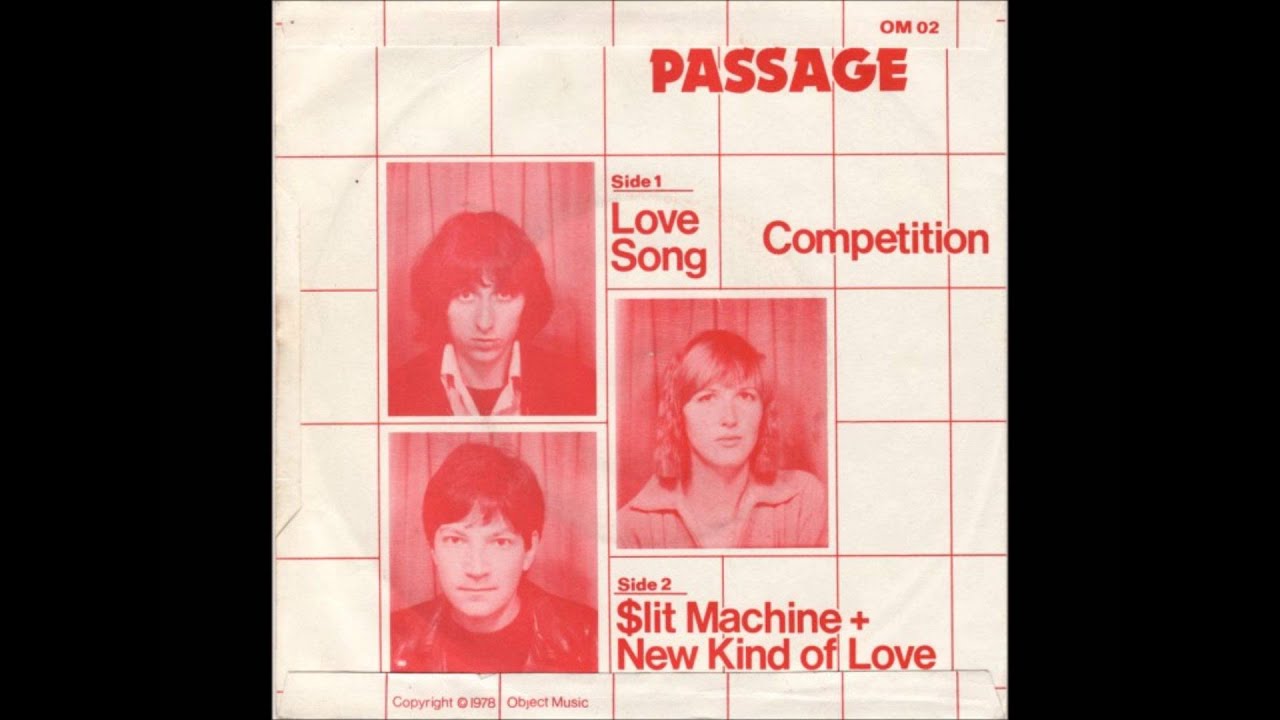 OM 02
PASSAGE
Side 1
Love
Song
Competition
Side 2
$lit Machine +
New Kind of Love
Copyright © 1978 Object Music